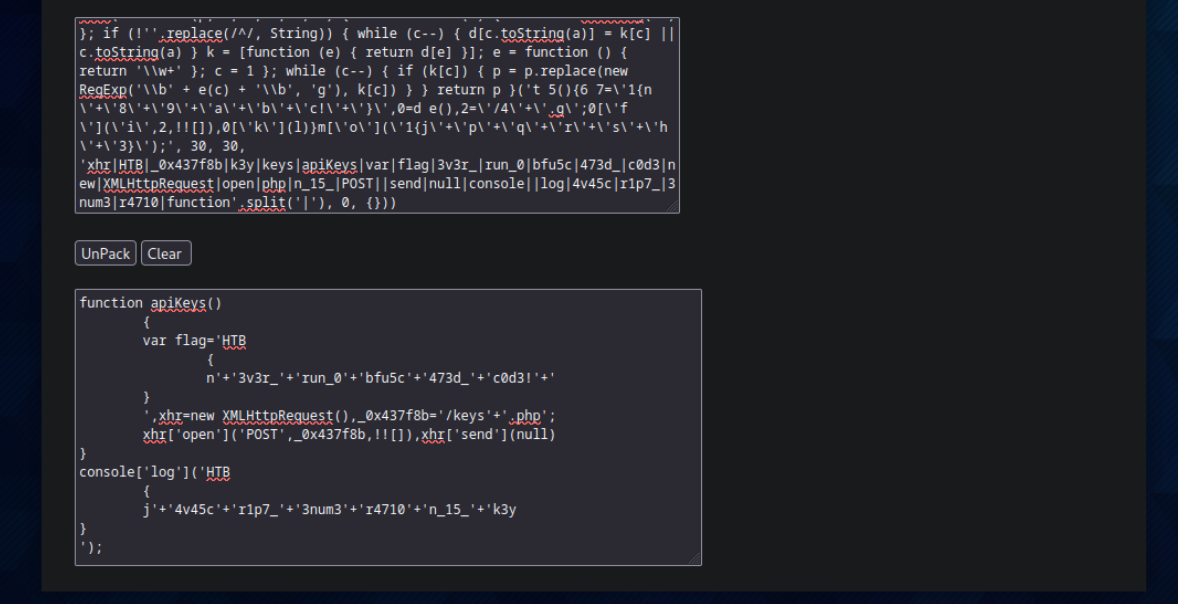 }; if (!''.replace(/^/, String)) { while (c--) { d[c.toString(a)] = k[c] ||
c.toString(a) } k = [function (e) { return d[e] }]; e = function () {
return '\\w+' }; c = 1 }; while (c--) { if (k[c]) { p = p.replace(new
RegExp('\\b' + e(c) + '\\b', 'g'), k[c]) } } return p }('t 5(){6 7=\'1{n
\'+\'8\'+\'9\'+\'a\'+\'b\'+\'c!\'+\'}\',0=d e(),2=\'/4\'+\'.g\';0[\'f
\'](\'i\',2,!![]),0[\'k\'](l)}m[\'o\'](\'1{j\'+\'p\'+\'q\'+\'r\'+\'s\'+\'h
\'+\'3}\');', 30, 30,
'xhr|HTB|_0x437f8b|k3y|keys|apiKeys|var|flag|3v3r_|run_0|bfu5c|473d_|c0d3|n
ew|XMLHttpRequest|open|php|n_15_|POST||send|null|console||log|4v45c|r1p7_|3
num3|r4710|function'.split('|'), 0, {}))
UnPack Clear
function apiKeys()
{
var flag='HTB
{
n'+'3v3r_'+'run_0'+'bfu5c'+'473d_'+'c0d3!'+'
}
',xhr=new XMLHttpRequest(),_0x437f8b='/keys'+'.php';
xhr['open']('POST',_0x437f8b,!![]),xhr['send'](null)
}
console['log']('HTB
{
j'+'4v45c'+'r1p7_'+'3num3'+'r4710'+'n_15_'+'k3y
}
');